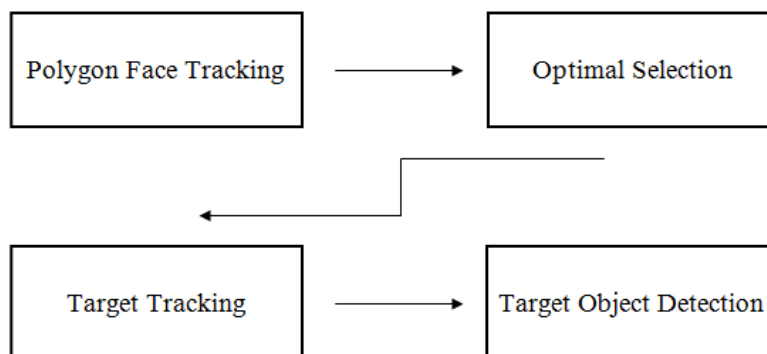 Polygon Face Tracking
Optimal Selection
Target Tracking
Target Object Detection